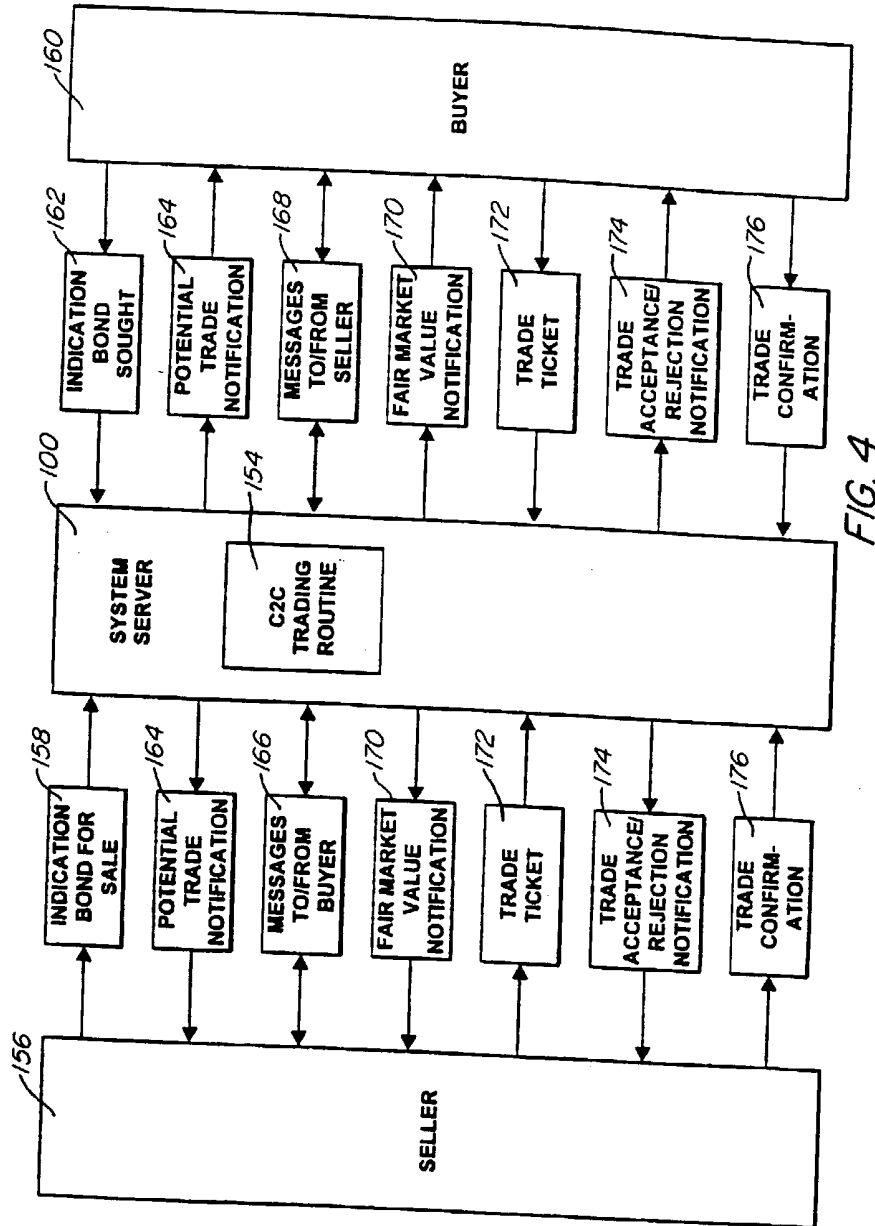 160
BUYER
162
INDICATION
BOND
SOUGHT
164
POTENTIAL
TRADE
NOTIFICATION
168
MESSAGES
TO/FROM
SELLER
170
FAIR MARKET
VALUE
NOTIFICATION
172
TRADE
TICKET
174
TRADE
ACCEPTANCE/
REJECTION
NOTIFICATION
176
TRADE
CONFIRM-
ATION
100
SYSTEM
SERVER
154
C2C
TRADING
ROUTINE
158
INDICATION
BOND FOR
SALE
164
POTENTIAL
TRADE
NOTIFICATION
166
MESSAGES
TO/FROM
BUYER
170
FAIR MARKET
VALUE
NOTIFICATION
172
TRADE
TICKET
174
TRADE
ACCEPTANCE/
REJECTION
NOTIFICATION
176
TRADE
CONFIRM-
ATION
156
SELLER
FIG. 4